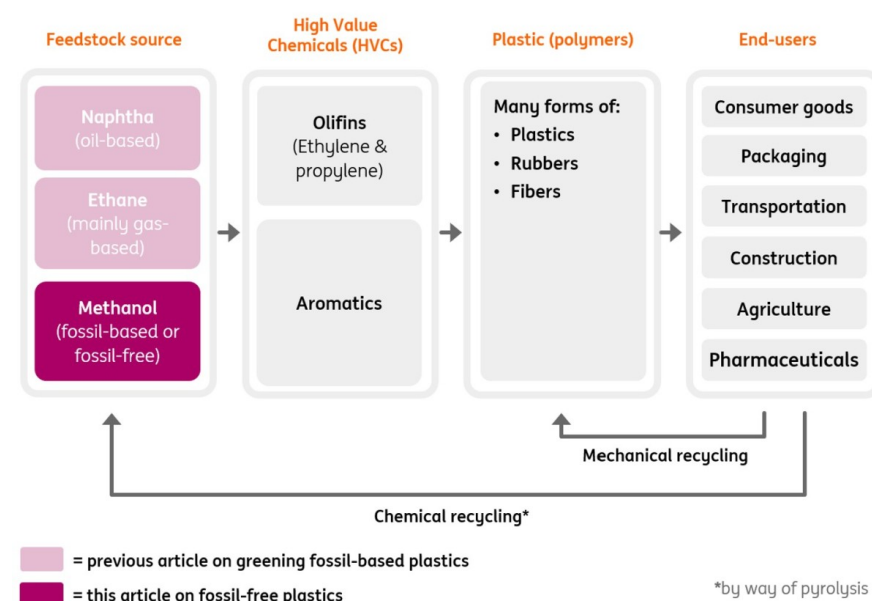 Feedstock source
High Value
Chemicals (HVCs)
Plastic (polymers)
End-users
Naphtha
(oil-based)
Ethane
(mainly gas-
based)
Methanol
(fossil-based or
fossil-free)
Olifins
(Ethylene &
propylene)
Aromatics
Many forms of:
• Plastics
• Rubbers
• Fibers
Consumer goods
Packaging
Transportation
Construction
Agriculture
Pharmaceuticals
Mechanical recycling
Chemical recycling*
= previous article on greening fossil-based plastics
= this article on fossil-free plastics
*by way of pyrolysis